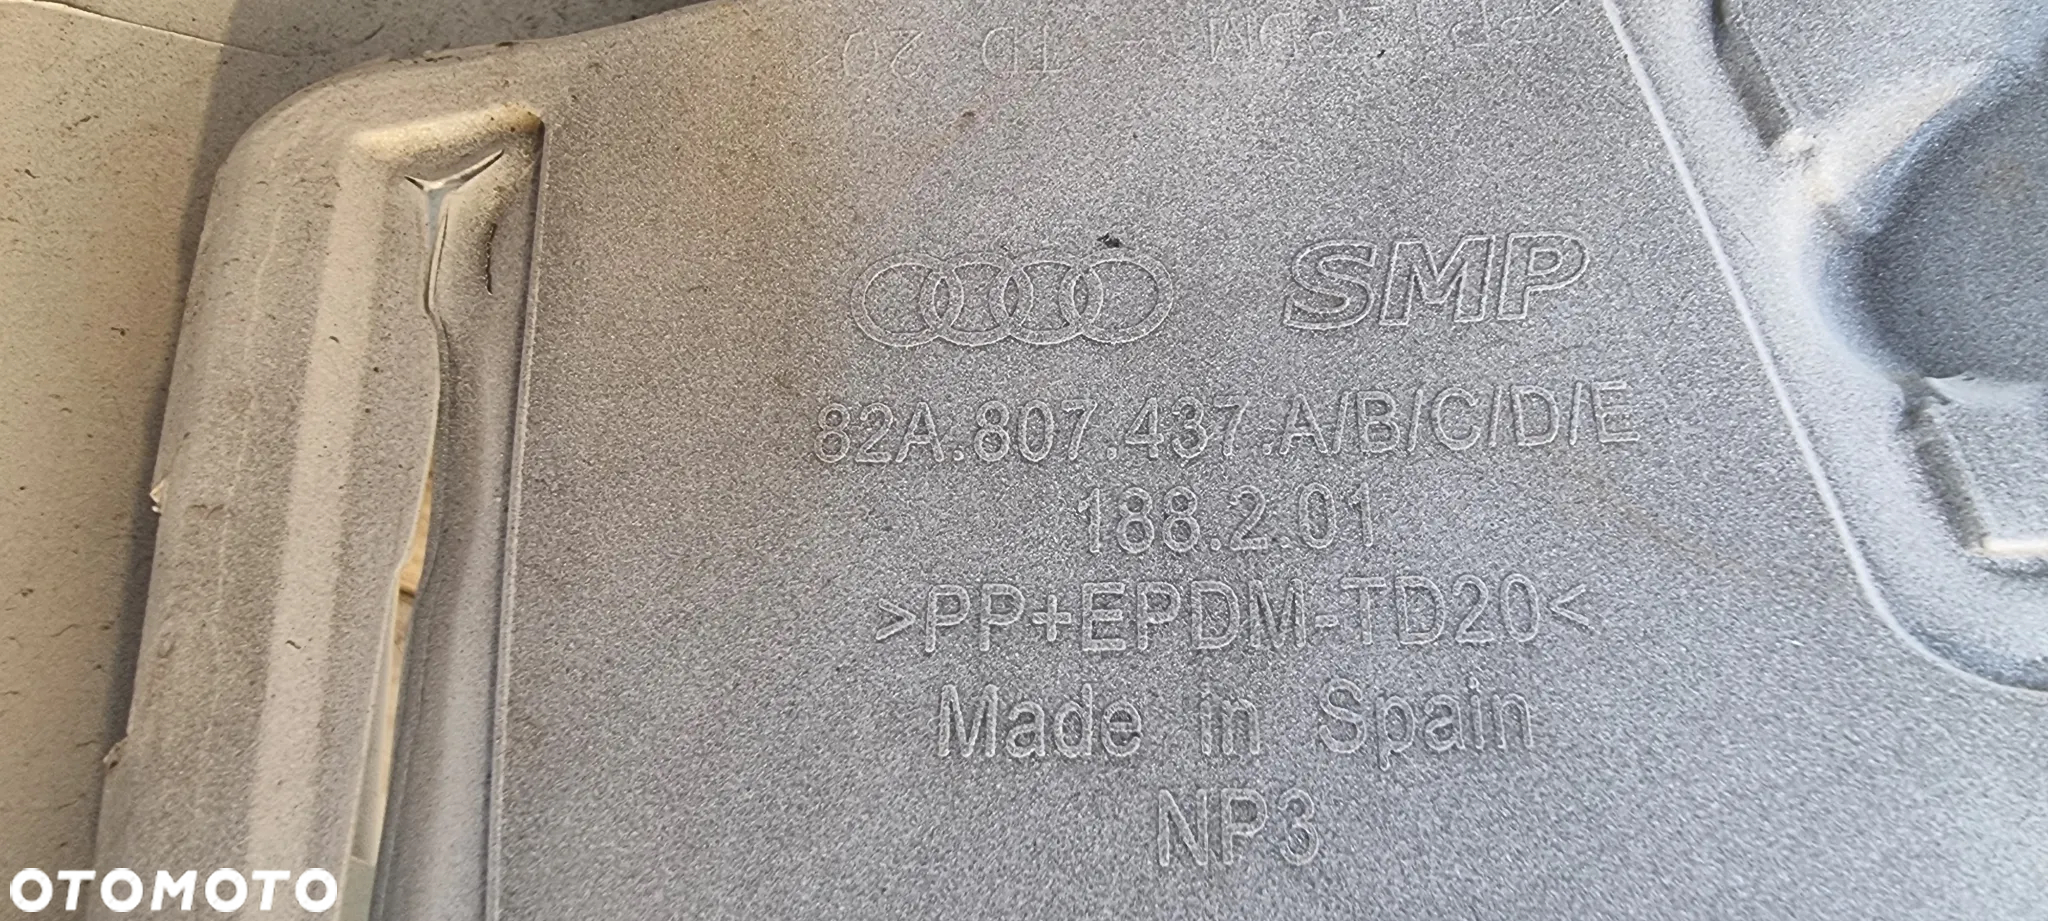 SMP
82A.807.437.A/B/C/D/E
188.2.01
>PP+EPDM-TD20<
Made in Spain
NP3
OTOMOTO